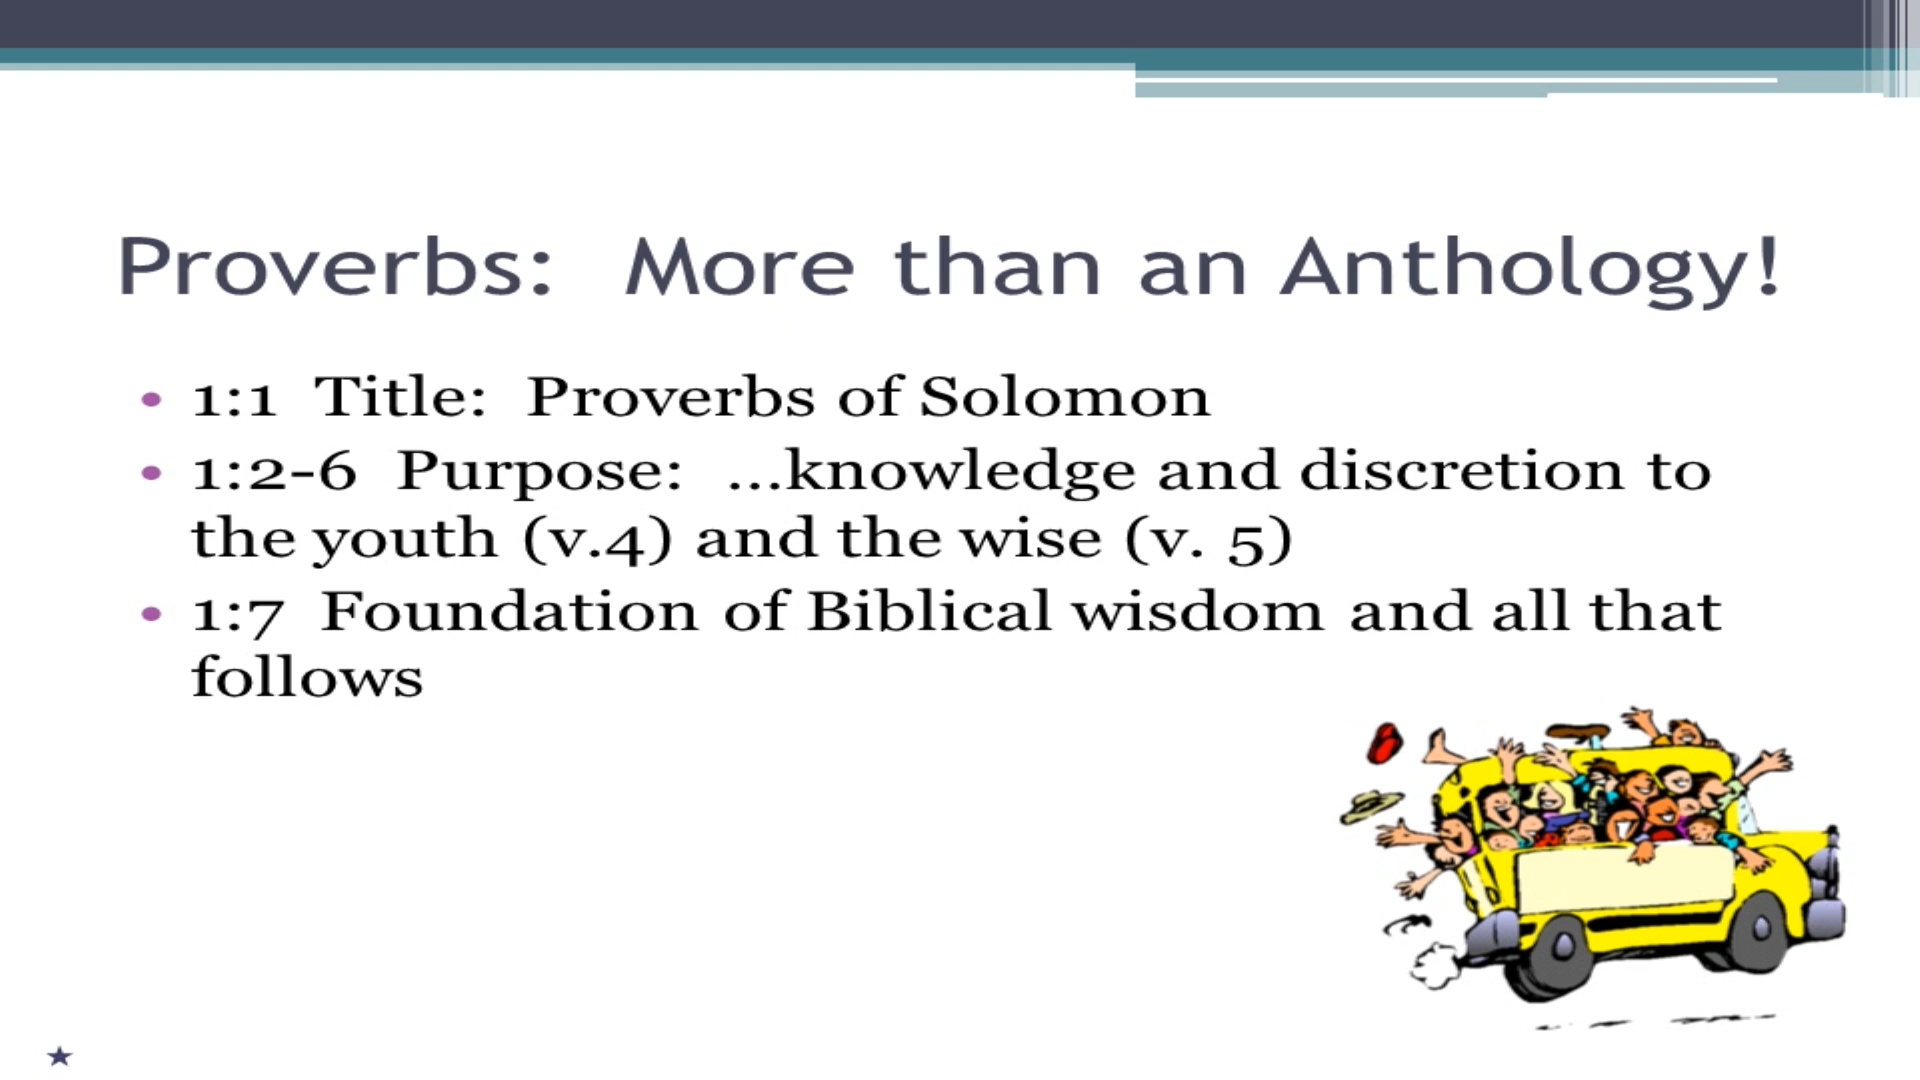 Proverbs:  More than an Anthology!
• 1:1  Title:  Proverbs of Solomon
• 1:2-6  Purpose:  ...knowledge and discretion to
the youth (v.4) and the wise (v. 5)
• 1:7  Foundation of Biblical wisdom and all that
follows